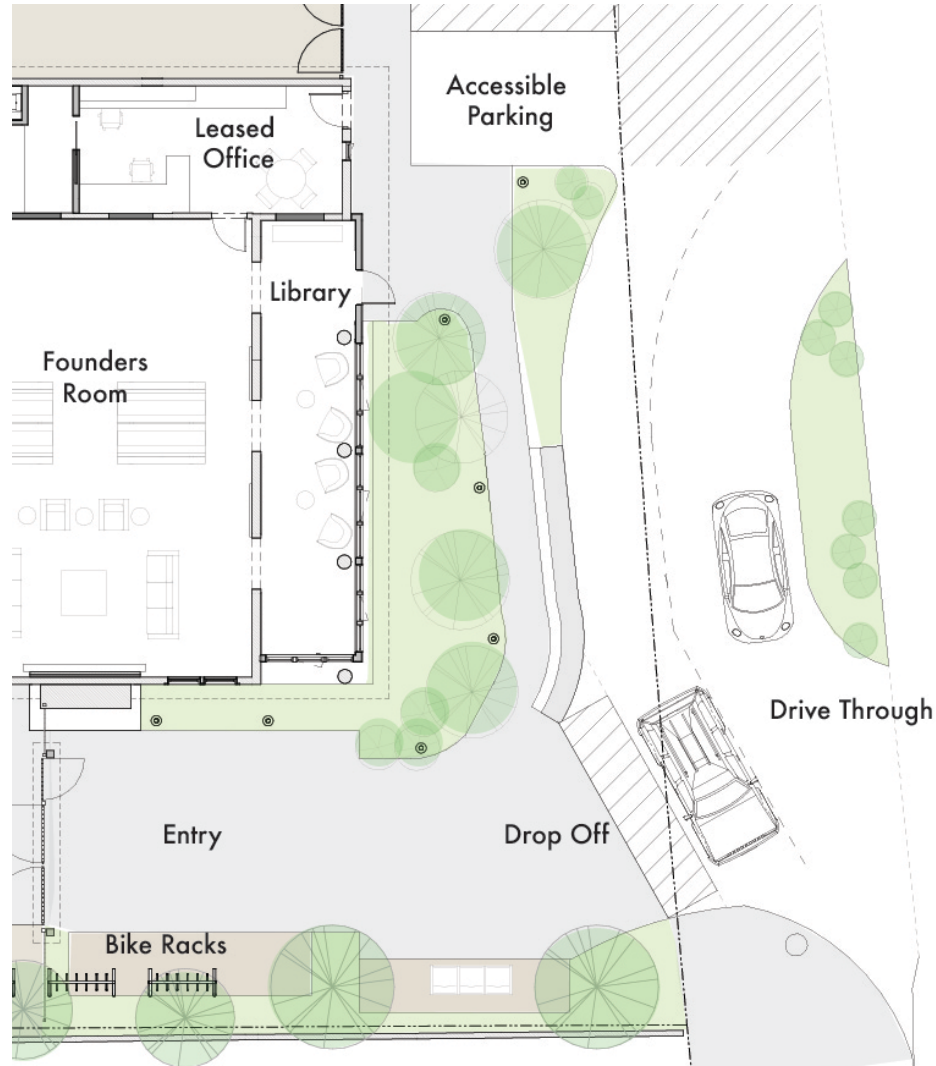 Accessible
Parking
Leased
Office
Library
Founders
Room
Drive Through
Entry
Drop Off
Bike Racks